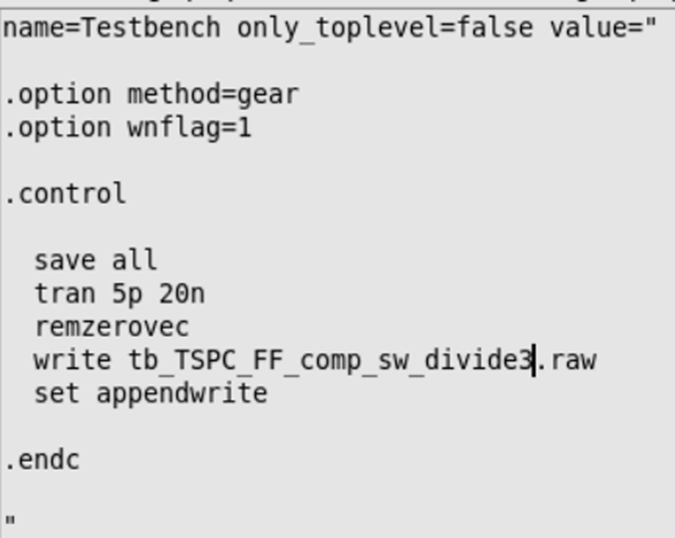 name=Testbench only_toplevel=false value="
.option method=gear
.option wnflag=1
.control
save all
tran 5p 20n
remzerovec
write tb_TSPC_FF_comp_sw_divide3.raw
set appendwrite
.endc
"